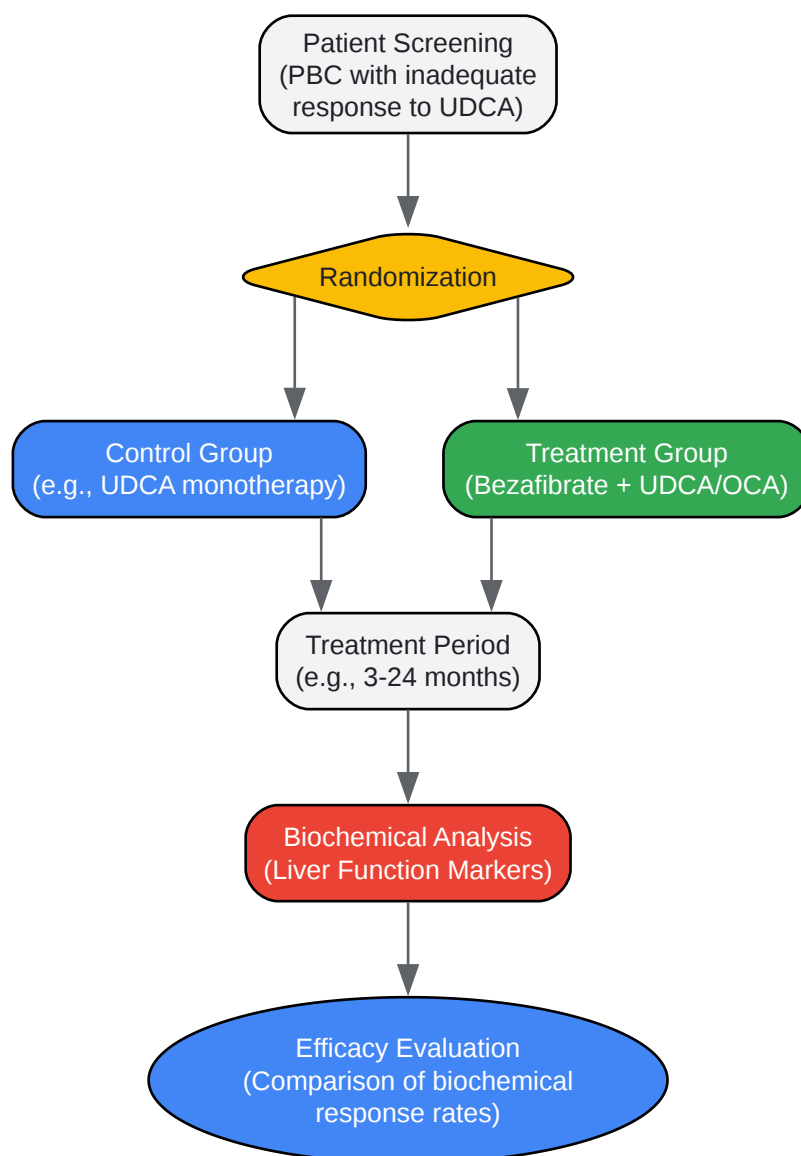 Patient Screening
(PBC with inadequate
response to UDCA)
Randomization
Control Group
(e.g., UDCA monotherapy)
Treatment Group
(Bezafibrate + UDCA/OCA)
Treatment Period
(e.g., 3-24 months)
Biochemical Analysis
(Liver Function Markers)
Efficacy Evaluation
(Comparison of biochemical
response rates)